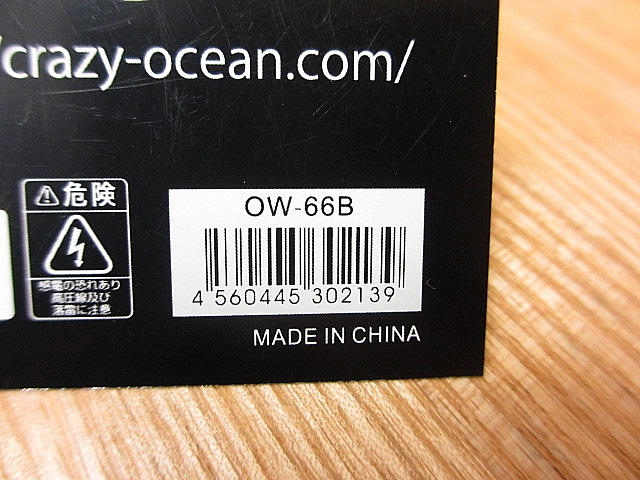 /crazy-ocean.com/
⚠危険
感電の恐れあり
高圧線及び
落雷に注意
OW-66B
4 560445 302139
MADE IN CHINA